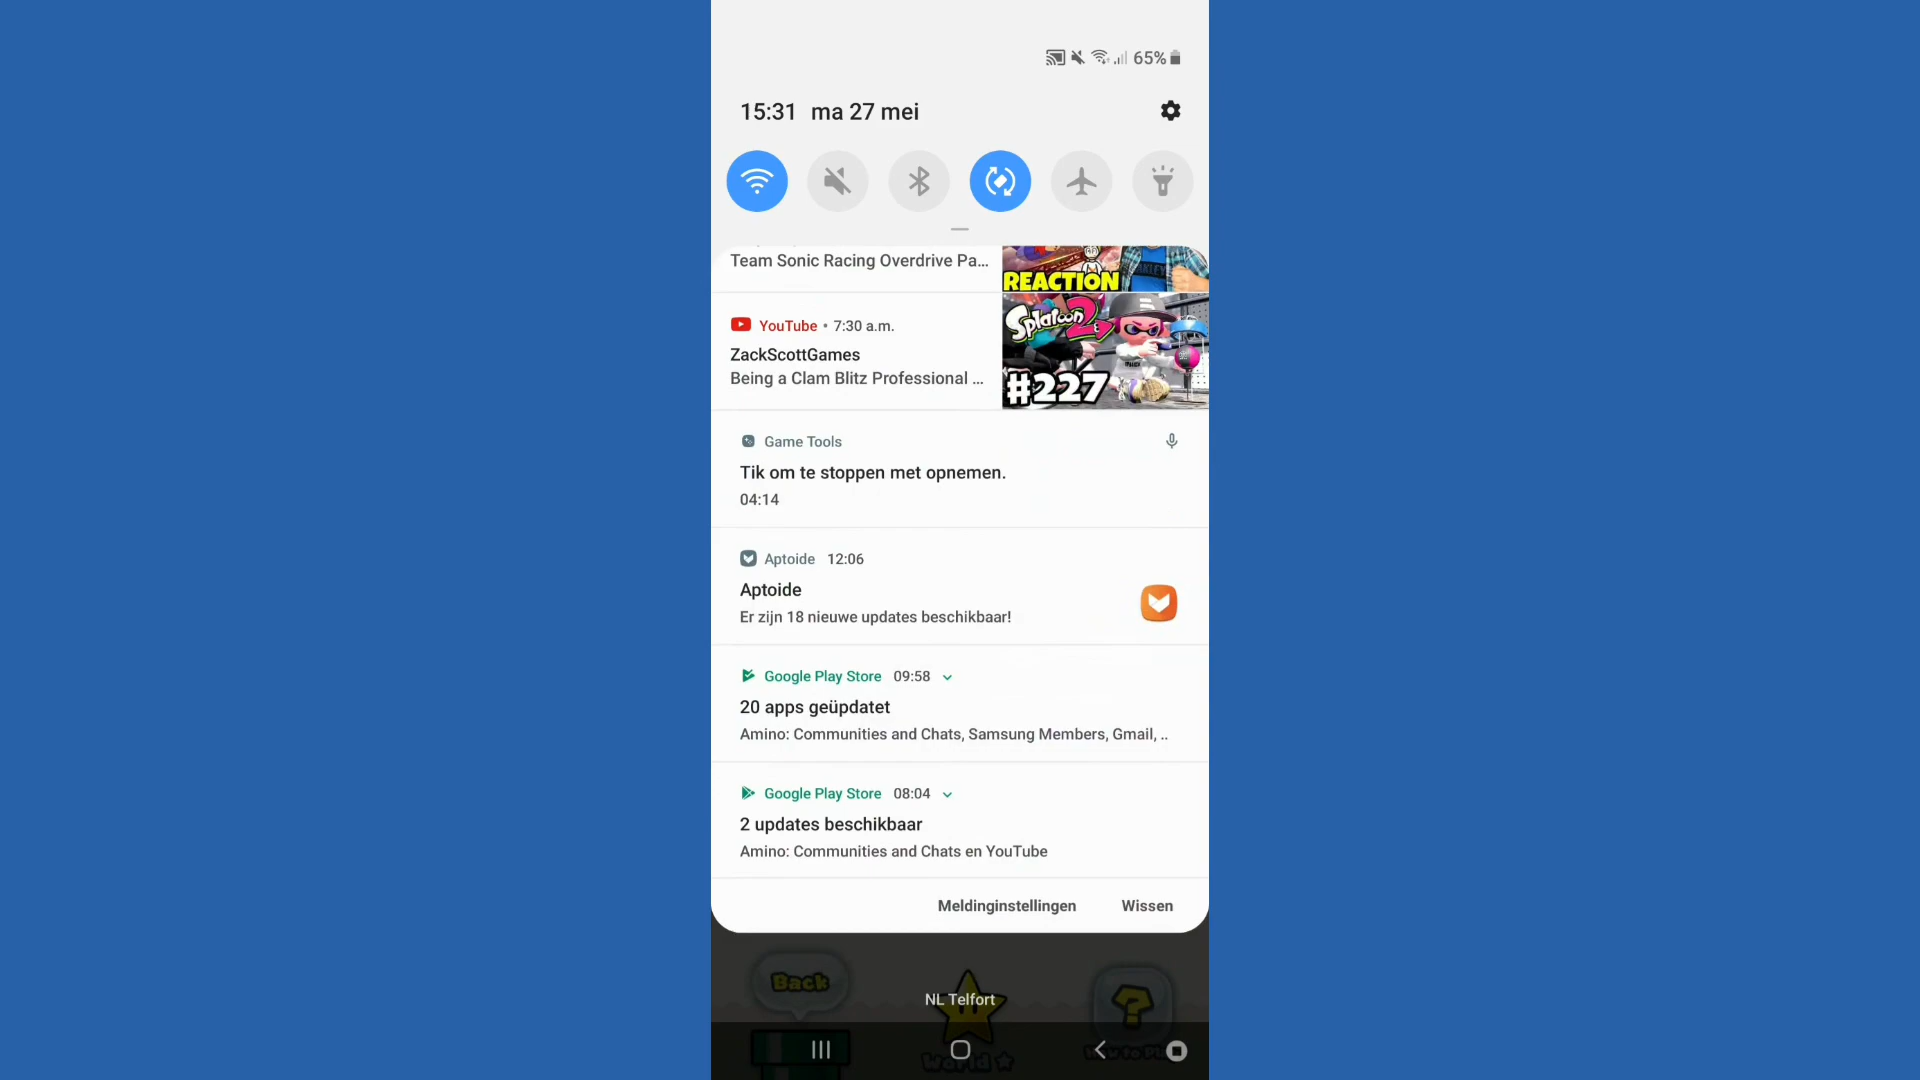 65%
15:31 ma 27 mei
Team Sonic Racing Overdrive Pa...
REACTION
YouTube • 7:30 a.m.
ZackScottGames
Being a Clam Blitz Professional ...
Splatoon 2
#227
Game Tools
Tik om te stoppen met opnemen.
04:14
Aptoide 12:06
Aptoide
Er zijn 18 nieuwe updates beschikbaar!
Google Play Store 09:58
20 apps geüpdatet
Amino: Communities and Chats, Samsung Members, Gmail, ..
Google Play Store 08:04
2 updates beschikbaar
Amino: Communities and Chats en YouTube
Meldinginstellingen Wissen
Back
NL Telfort
World